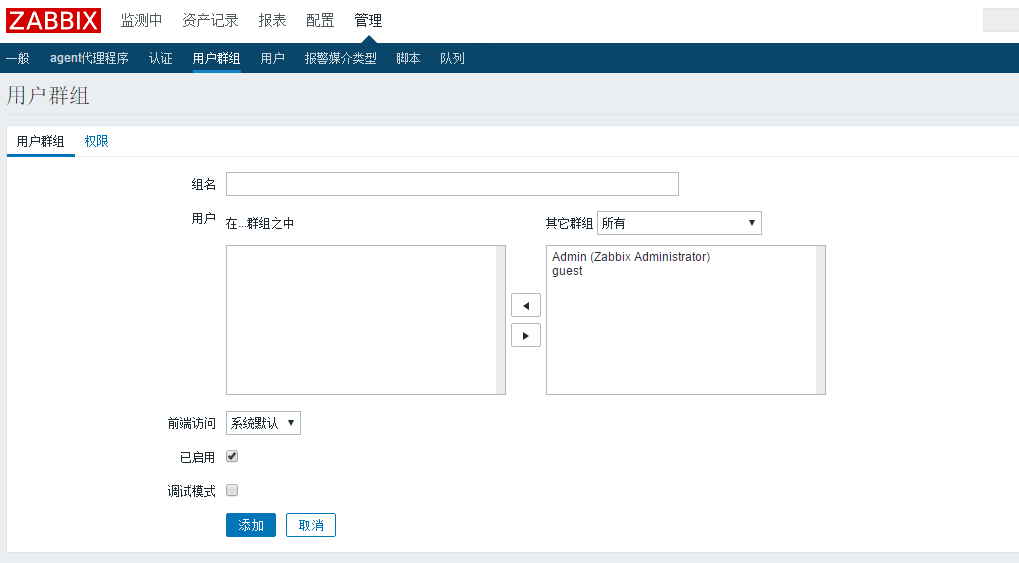 ZABBIX 监测中 资产记录 报表 配置 管理
一般 agent代理程序 认证 用户群组 用户 报警媒介类型 脚本 队列
用户群组
用户群组 权限
组名
用户 在...群组之中 其它群组 所有
Admin (Zabbix Administrator)
guest
前端访问 系统默认
已启用
调试模式
添加 取消